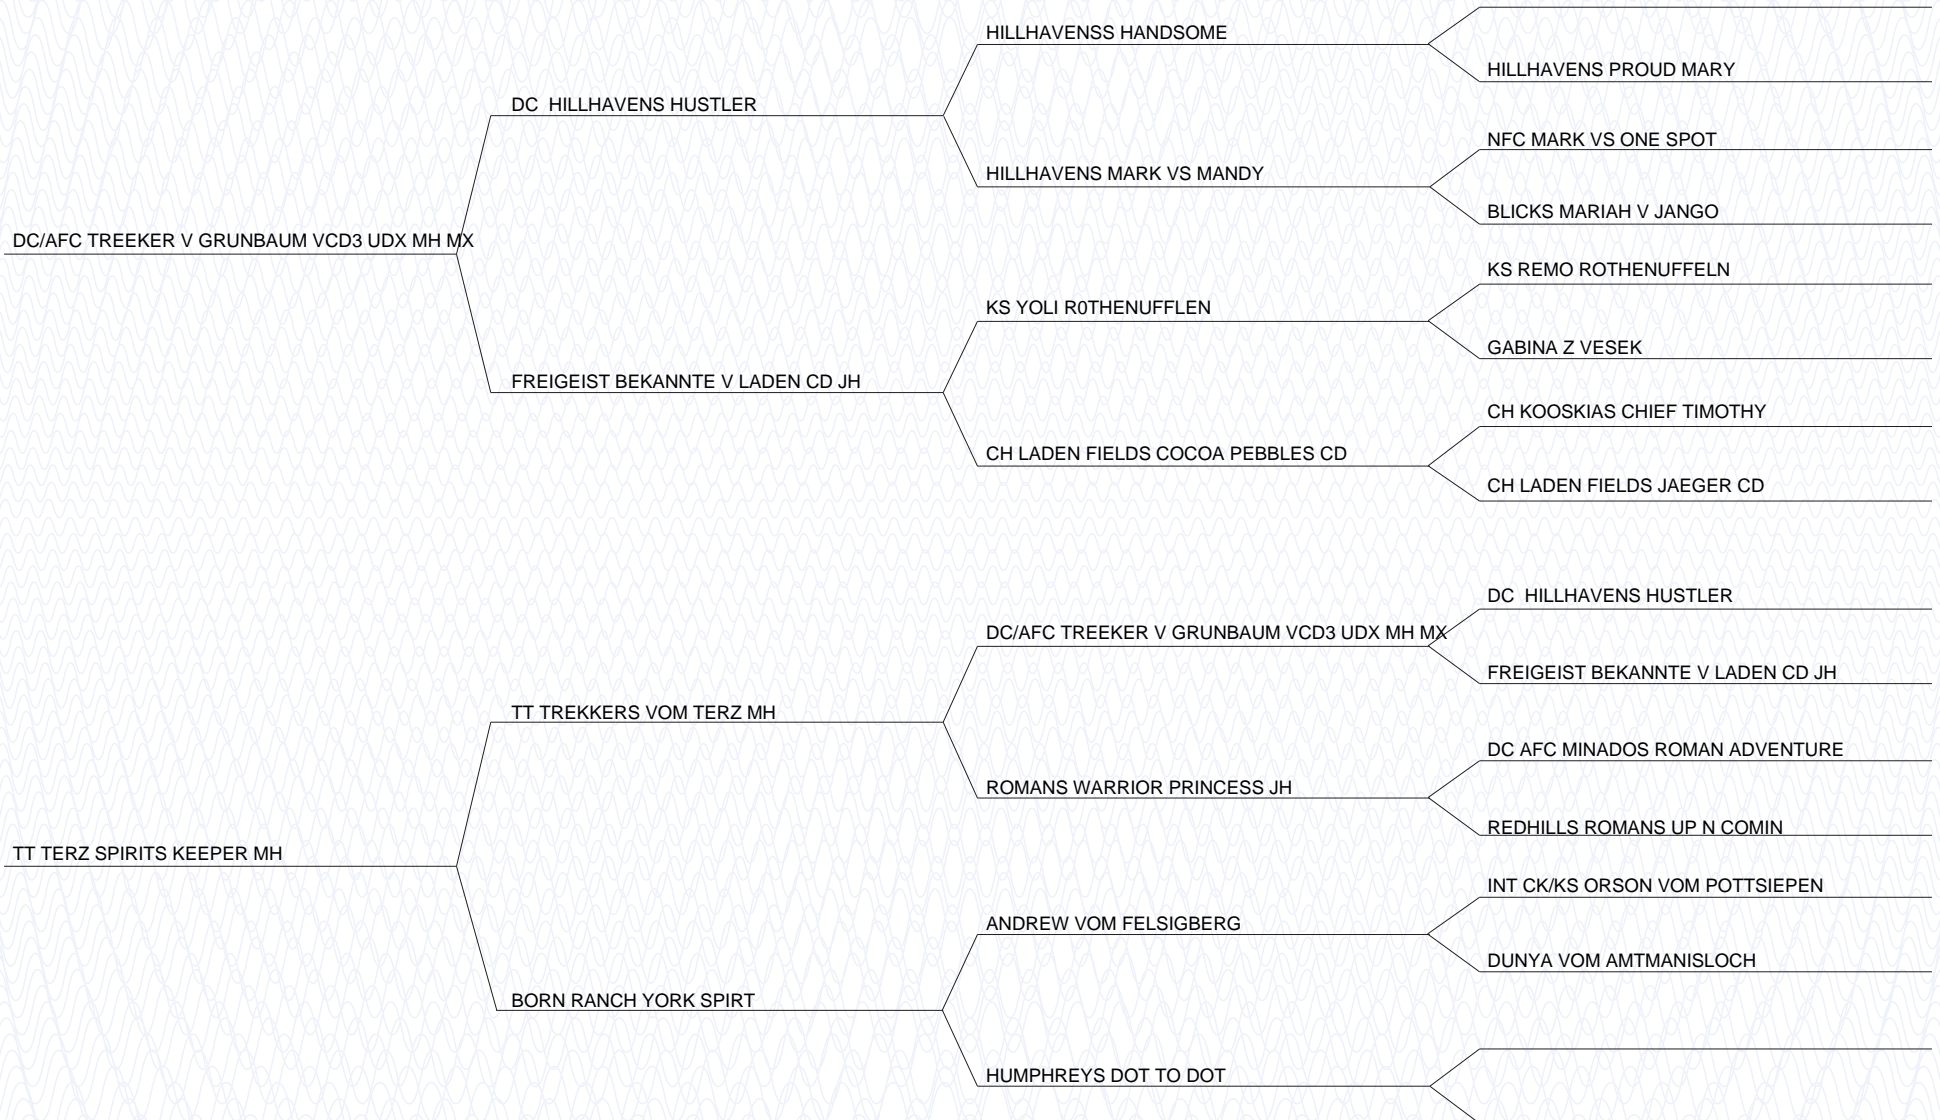 HILLHAVENSS HANDSOME
HILLHAVENS PROUD MARY
DC  HILLHAVENS HUSTLER
NFC MARK VS ONE SPOT
HILLHAVENS MARK VS MANDY
BLICKS MARIAH V JANGO
DC/AFC TREEKER V GRUNBAUM VCD3 UDX MH MX
KS REMO ROTHENUFFELN
KS YOLI R0THENUFFLEN
GABINA Z VESEK
FREIGEIST BEKANNTE V LADEN CD JH
CH KOOSKIAS CHIEF TIMOTHY
CH LADEN FIELDS COCOA PEBBLES CD
CH LADEN FIELDS JAEGER CD
DC  HILLHAVENS HUSTLER
DC/AFC TREEKER V GRUNBAUM VCD3 UDX MH MX
FREIGEIST BEKANNTE V LADEN CD JH
TT TREKKERS VOM TERZ MH
DC AFC MINADOS ROMAN ADVENTURE
ROMANS WARRIOR PRINCESS JH
REDHILLS ROMANS UP N COMIN
TT TERZ SPIRITS KEEPER MH
INT CK/KS ORSON VOM POTTSIEPEN
ANDREW VOM FELSIGBERG
DUNYA VOM AMTMANISLOCH
BORN RANCH YORK SPIRT
HUMPHREYS DOT TO DOT